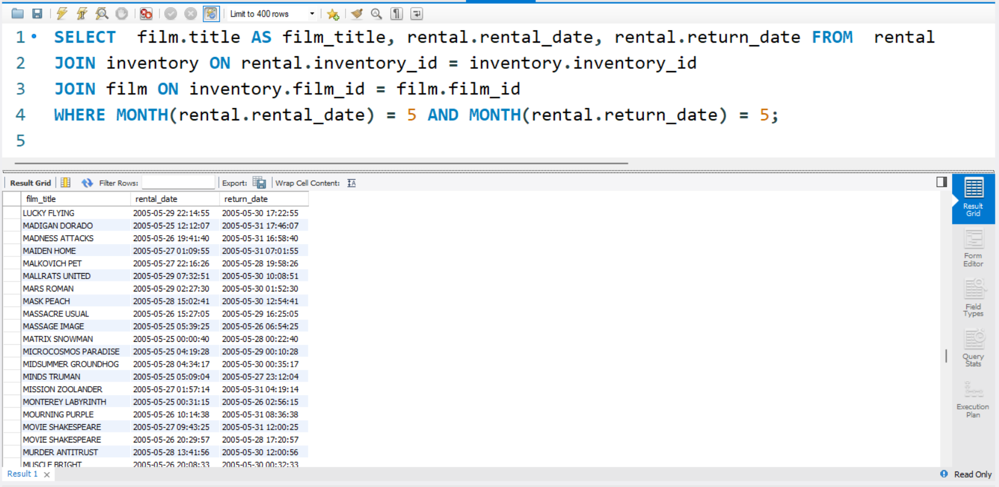 Limit to 400 rows
1 SELECT film.title AS film_title, rental.rental_date, rental.return_date FROM rental
2 JOIN inventory ON rental.inventory_id = inventory.inventory_id
3 JOIN film ON inventory.film_id = film.film_id
4 WHERE MONTH(rental.rental_date) = 5 AND MONTH(rental.return_date) = 5;
5
Result Grid Filter Rows: Export: Wrap Cell Content:
film_title rental_date return_date
LUCKY FLYING 2005-05-29 22:14:55 2005-05-30 17:22:55
MADIGAN DORADO 2005-05-25 12:12:07 2005-05-31 17:46:07
MADNESS ATTACKS 2005-05-26 19:41:40 2005-05-31 16:58:40
MAIDEN HOME 2005-05-27 01:09:55 2005-05-31 07:01:55
MALKOVICH PET 2005-05-27 22:16:26 2005-05-28 19:58:26
MALLRATS UNITED 2005-05-29 07:32:51 2005-05-30 10:08:51
MARS ROMAN 2005-05-29 02:27:30 2005-05-30 01:52:30
MASK PEACH 2005-05-28 15:02:41 2005-05-30 12:54:41
MASSACRE USUAL 2005-05-26 15:27:05 2005-05-29 16:25:05
MASSAGE IMAGE 2005-05-25 05:39:25 2005-05-26 06:54:25
MATRIX SNOWMAN 2005-05-25 00:00:40 2005-05-28 00:22:40
MICROCOSMOS PARADISE 2005-05-25 04:19:28 2005-05-29 00:10:28
MIDSUMMER GROUNDHOG 2005-05-28 04:34:17 2005-05-30 00:35:17
MINDS TRUMAN 2005-05-25 05:09:04 2005-05-27 23:12:04
MISSION ZOOLANDER 2005-05-27 01:57:14 2005-05-31 04:19:14
MONTEREY LABYRINTH 2005-05-25 00:31:15 2005-05-26 02:56:15
MOURNING PURPLE 2005-05-26 10:14:38 2005-05-31 08:36:38
MOVIE SHAKESPEARE 2005-05-27 09:43:25 2005-05-31 12:00:25
MOVIE SHAKESPEARE 2005-05-26 20:29:57 2005-05-28 17:20:57
MURDER ANTITRUST 2005-05-28 13:41:56 2005-05-30 12:00:56
MUSCLE BRIGHT 2005-05-26 20:08:33 2005-05-30 00:32:33
Result
Grid
Form
Editor
Field
Types
Query
Stats
Execution
Plan
Result 1
Read Only